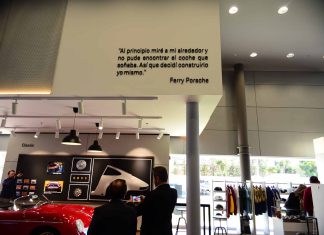 "Al principio miré a mi alrededor y
no pude encontrar el coche que
soñaba. Así que decidí construirlo
yo mismo."
Ferry Porsche
Classic